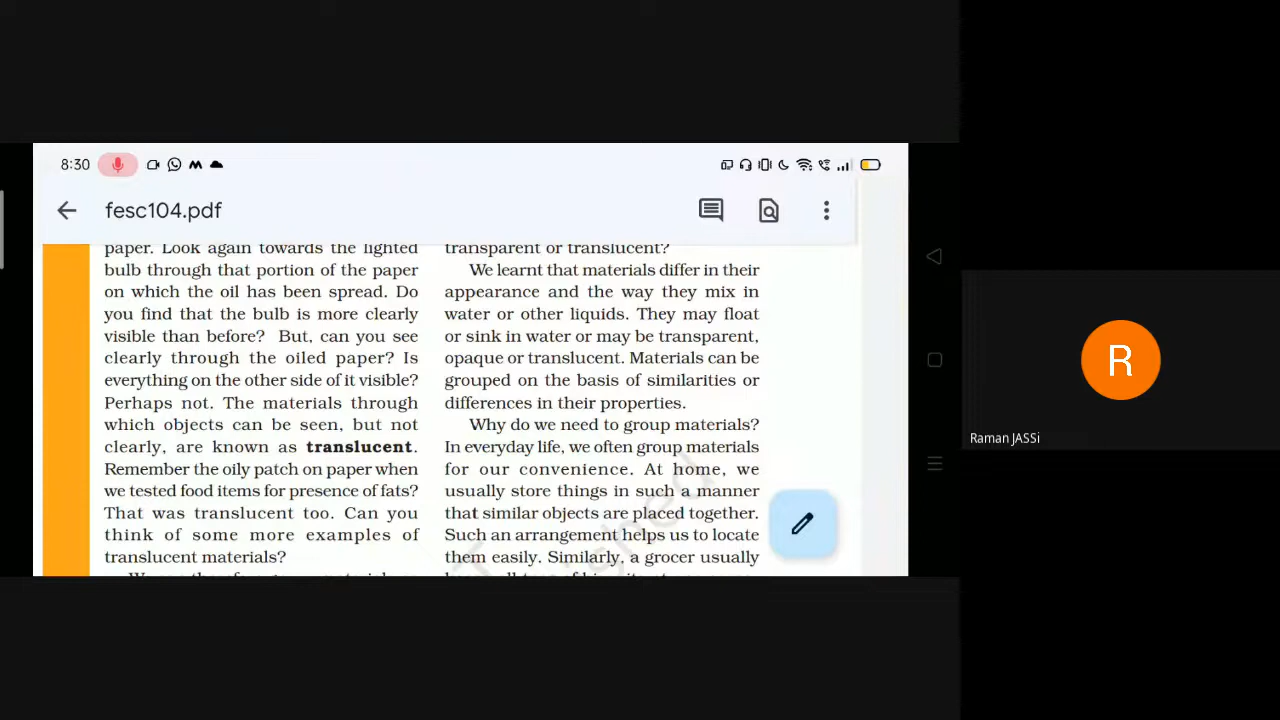 8:30
fesc104.pdf
paper. Look again towards the lighted
bulb through that portion of the paper
on which the oil has been spread. Do
you find that the bulb is more clearly
visible than before? But, can you see
clearly through the oiled paper? Is
everything on the other side of it visible?
Perhaps not. The materials through
which objects can be seen, but not
clearly, are known as translucent.
Remember the oily patch on paper when
we tested food items for presence of fats?
That was translucent too. Can you
think of some more examples of
translucent materials?
transparent or translucent?
We learnt that materials differ in their
appearance and the way they mix in
water or other liquids. They may float
or sink in water or may be transparent,
opaque or translucent. Materials can be
grouped on the basis of similarities or
differences in their properties.
Why do we need to group materials?
In everyday life, we often group materials
for our convenience. At home, we
usually store things in such a manner
that similar objects are placed together.
Such an arrangement helps us to locate
them easily. Similarly, a grocer usually
R
Raman JASSi